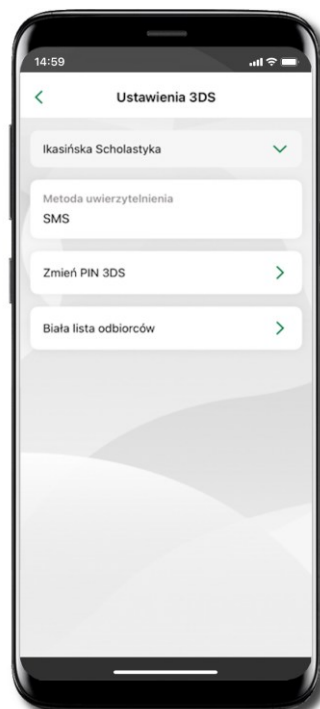 14:59
Ustawienia 3DS
Ikasińska Scholastyka
Metoda uwierzytelnienia
SMS
Zmień PIN 3DS
Biała lista odbiorców